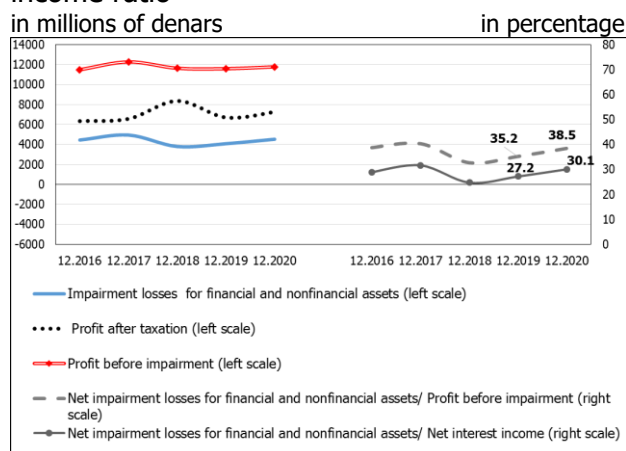 income ratio
in millions of denars in percentage
14000
12000
10000
8000
6000
4000
2000
0
-2000
-4000
-6000
80
70
60
50
40
30
20
10
0
35.2
38.5
27.2
30.1
12.2016 12.2017 12.2018 12.2019 12.2020
12.2016 12.2017 12.2018 12.2019 12.2020
Impairment losses for financial and nonfinancial assets (left scale)
Profit after taxation (left scale)
Profit before impairment (left scale)
Net impairment losses for financial and nonfinancial assets/ Profit before impairment (right
scale)
Net impairment losses for financial and nonfinancial assets/ Net interest income (right scale)